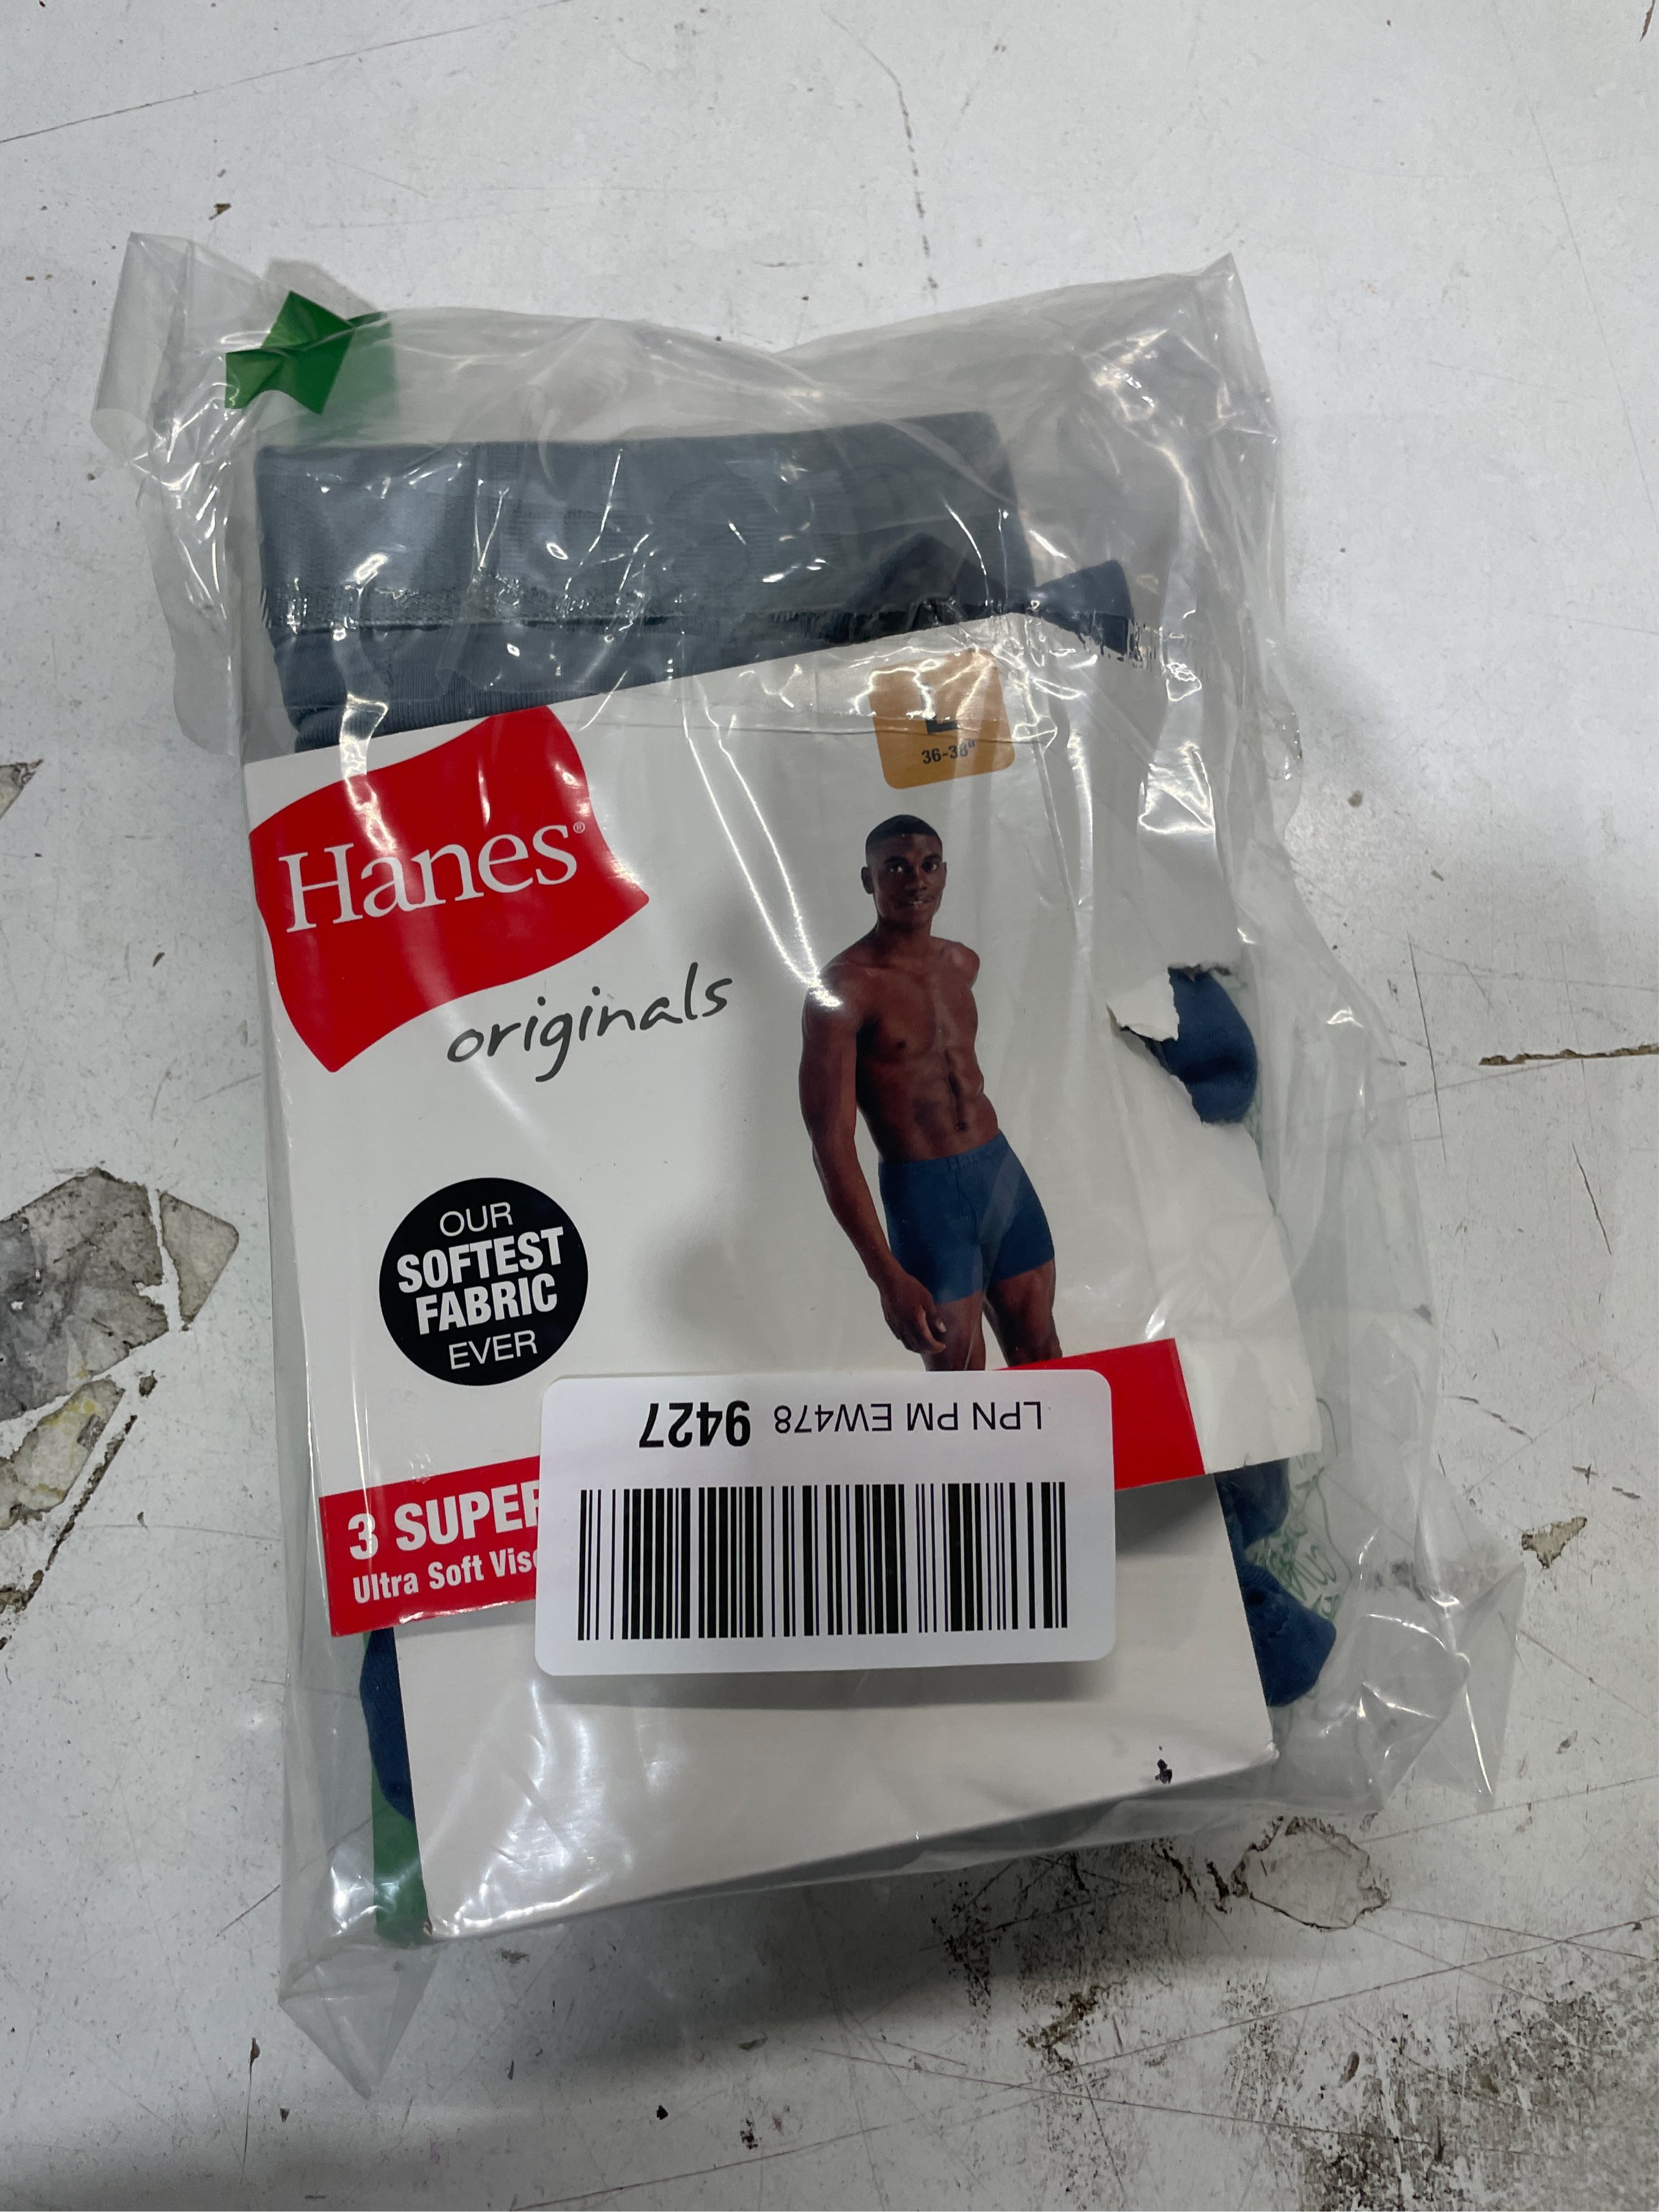 L
36-38"
Hanes®
originals
OUR
SOFTEST
FABRIC
EVER
3 SUPER
Ultra Soft Visc
LPN PM EW478 9427